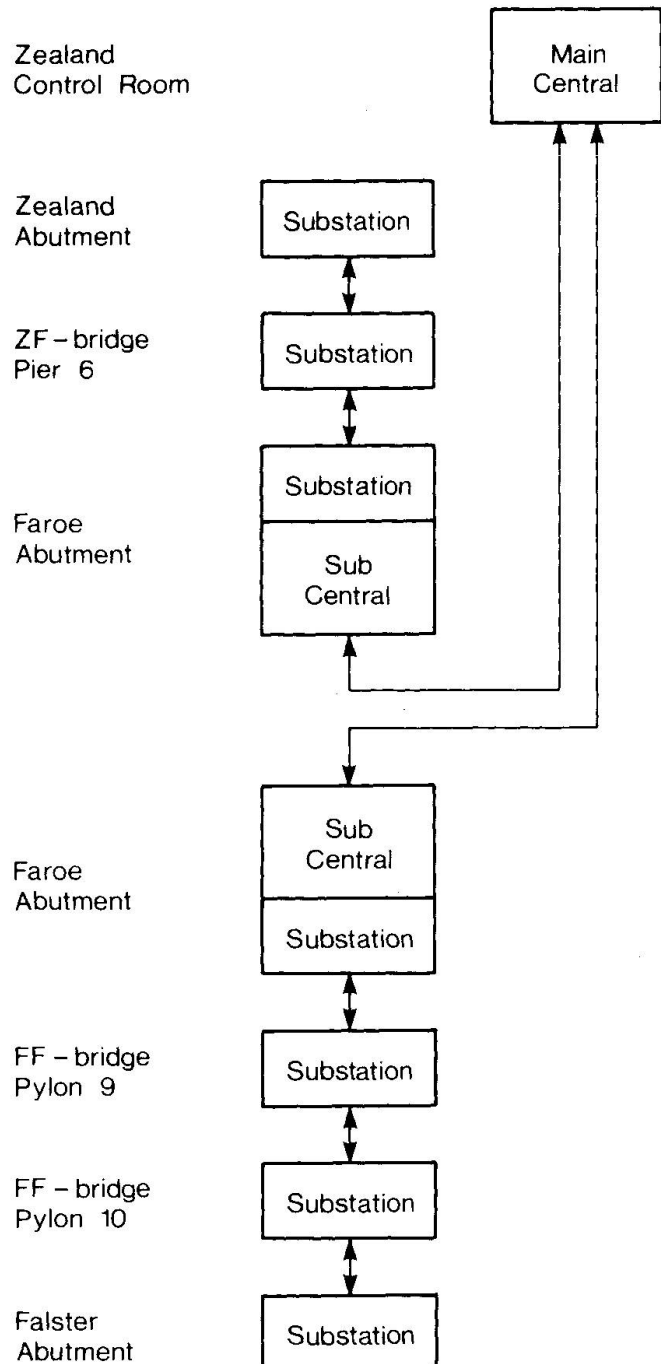 Zealand
Control Room
Main
Central
Zealand
Abutment
Substation
ZF-bridge
Pier 6
Substation
Substation
Faroe
Abutment
Sub
Central
Sub
Central
Faroe
Abutment
Substation
FF-bridge
Pylon 9
Substation
FF-bridge
Pylon 10
Substation
Falster
Abutment
Substation